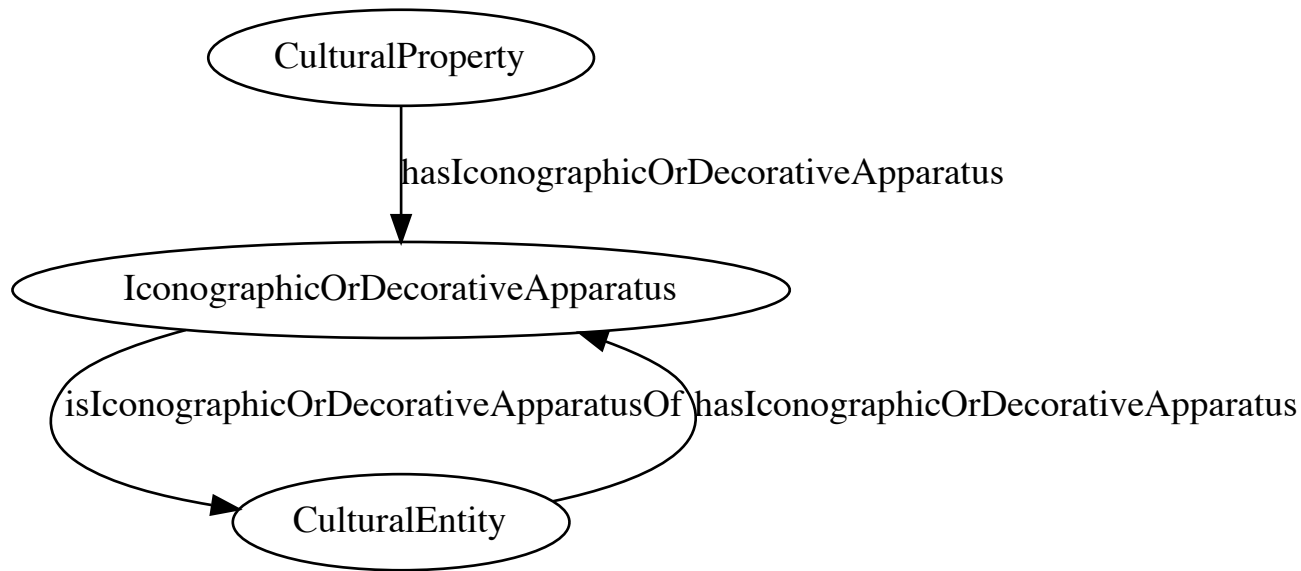 CulturalProperty
hasIconographicOrDecorativeApparatus
IconographicOrDecorativeApparatus
isIconographicOrDecorativeApparatusOf
hasIconographicOrDecorativeApparatus
CulturalEntity